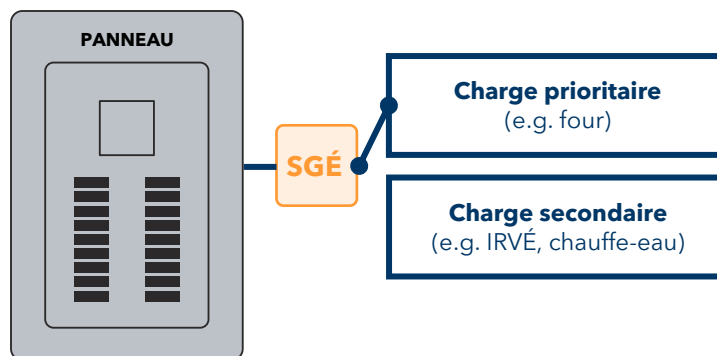 PANNEAU
SGÉ
Charge prioritaire
(e.g. four)
Charge secondaire
(e.g. IRVÉ, chauffe-eau)